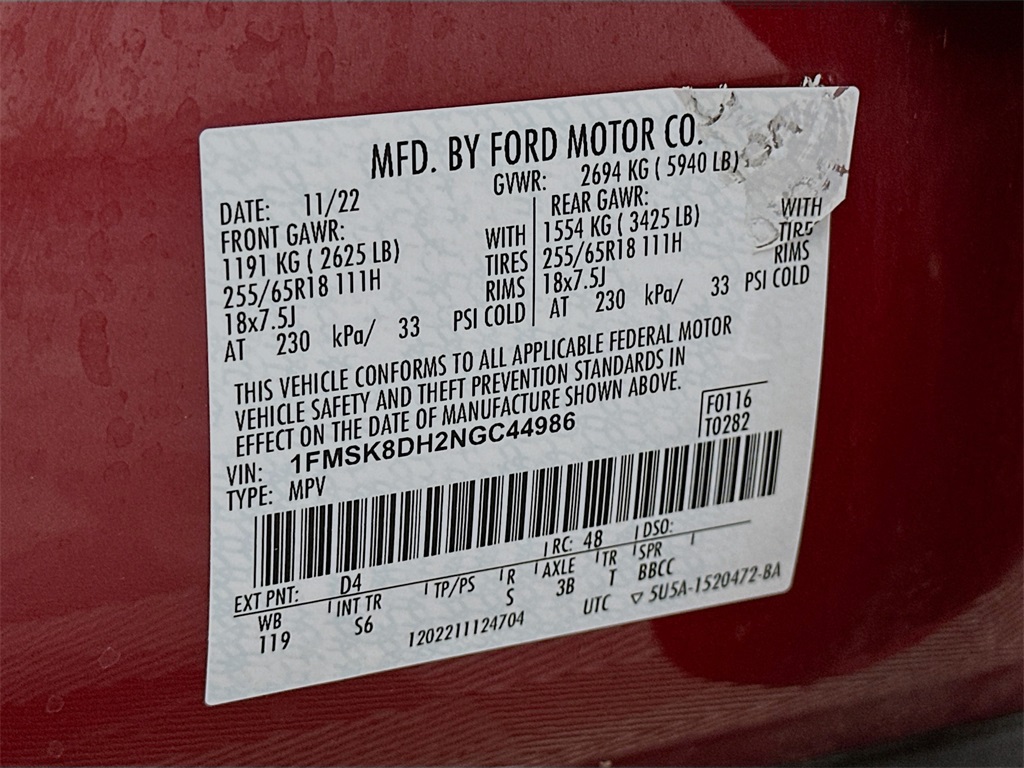 MFD. BY FORD MOTOR CO.
DATE: 11/22 GVWR: 2694 KG ( 5940 LB)
FRONT GAWR: REAR GAWR:
1191 KG ( 2625 LB) WITH 1554 KG ( 3425 LB) WITH
255/65R18 111H TIRES 255/65R18 111H TIRES
18x7.5J RIMS 18x7.5J RIMS
AT 230 kPa/ 33 PSI COLD AT 230 kPa/ 33 PSI COLD
THIS VEHICLE CONFORMS TO ALL APPLICABLE FEDERAL MOTOR
VEHICLE SAFETY AND THEFT PREVENTION STANDARDS IN
EFFECT ON THE DATE OF MANUFACTURE SHOWN ABOVE.
VIN: 1FMSK8DH2NGC44986 F0116
TYPE: MPV T0282
EXT PNT: D4 RC: 48 DSO:
WB INT TR TP/PS R AXLE TR SPR
119 S6 S 3B T BBCC
1202211124704 UTC ▽ 5U5A-1520472-BA